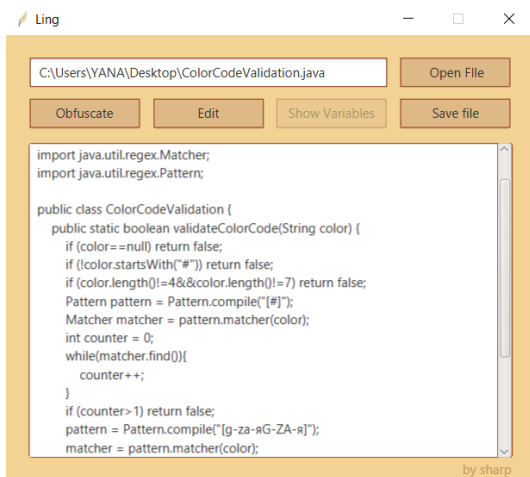 Ling
C:\Users\YANA\Desktop\ColorCodeValidation.java
Open FIle
Obfuscate
Edit
Show Variables
Save file
import java.util.regex.Matcher;
import java.util.regex.Pattern;
public class ColorCodeValidation {
public static boolean validateColorCode(String color) {
if (color==null) return false;
if (!color.startsWith("#")) return false;
if (color.length()!=4&&color.length()!=7) return false;
Pattern pattern = Pattern.compile("[#]");
Matcher matcher = pattern.matcher(color);
int counter = 0;
while(matcher.find()){
counter++;
}
if (counter>1) return false;
pattern = Pattern.compile("[g-za-яG-ZA-я]");
matcher = pattern.matcher(color);
by sharp